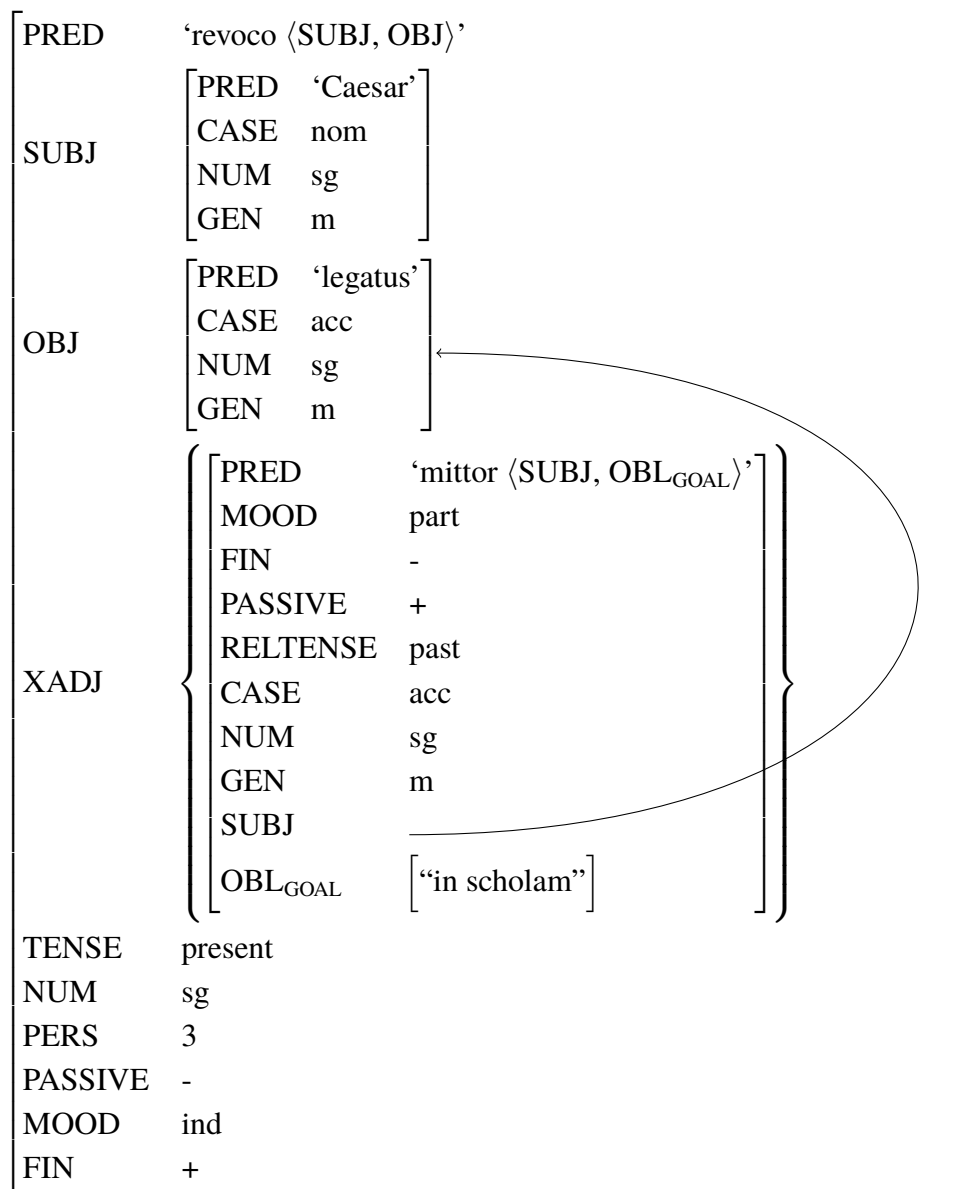 PRED ‘revoco ⟨SUBJ, OBJ⟩’
SUBJ
PRED ‘Caesar’
CASE nom
NUM sg
GEN m
OBJ
PRED ‘legatus’
CASE acc
NUM sg
GEN m
XADJ
PRED ‘mittor ⟨SUBJ, OBL_GOAL⟩’
MOOD part
FIN -
PASSIVE +
RELTENSE past
CASE acc
NUM sg
GEN m
SUBJ
OBL_GOAL “in scholam”
TENSE present
NUM sg
PERS 3
PASSIVE -
MOOD ind
FIN +